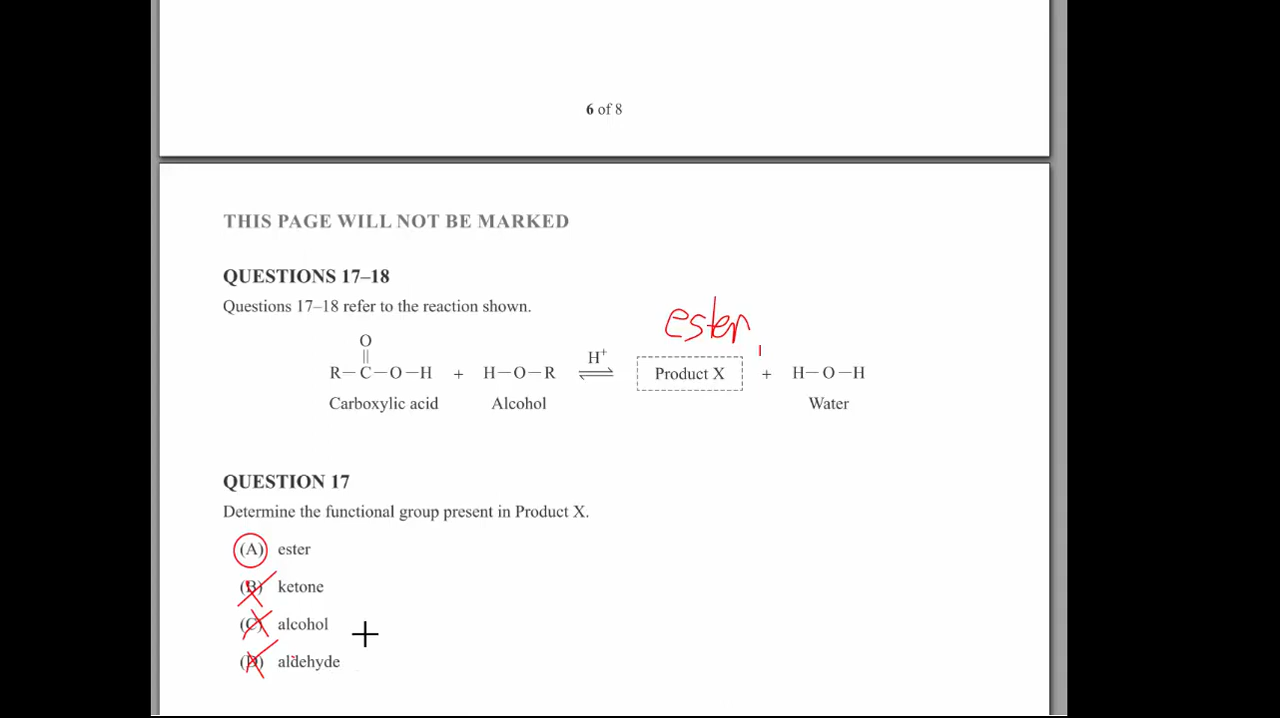 6 of 8
THIS PAGE WILL NOT BE MARKED
QUESTIONS 17–18
Questions 17–18 refer to the reaction shown.
ester
O
||
R—C—O—H + H—O—R H⁺ ⇌ Product X + H—O—H
Carboxylic acid Alcohol Water
QUESTION 17
Determine the functional group present in Product X.
(A) ester
(B) ketone
(C) alcohol
(D) aldehyde